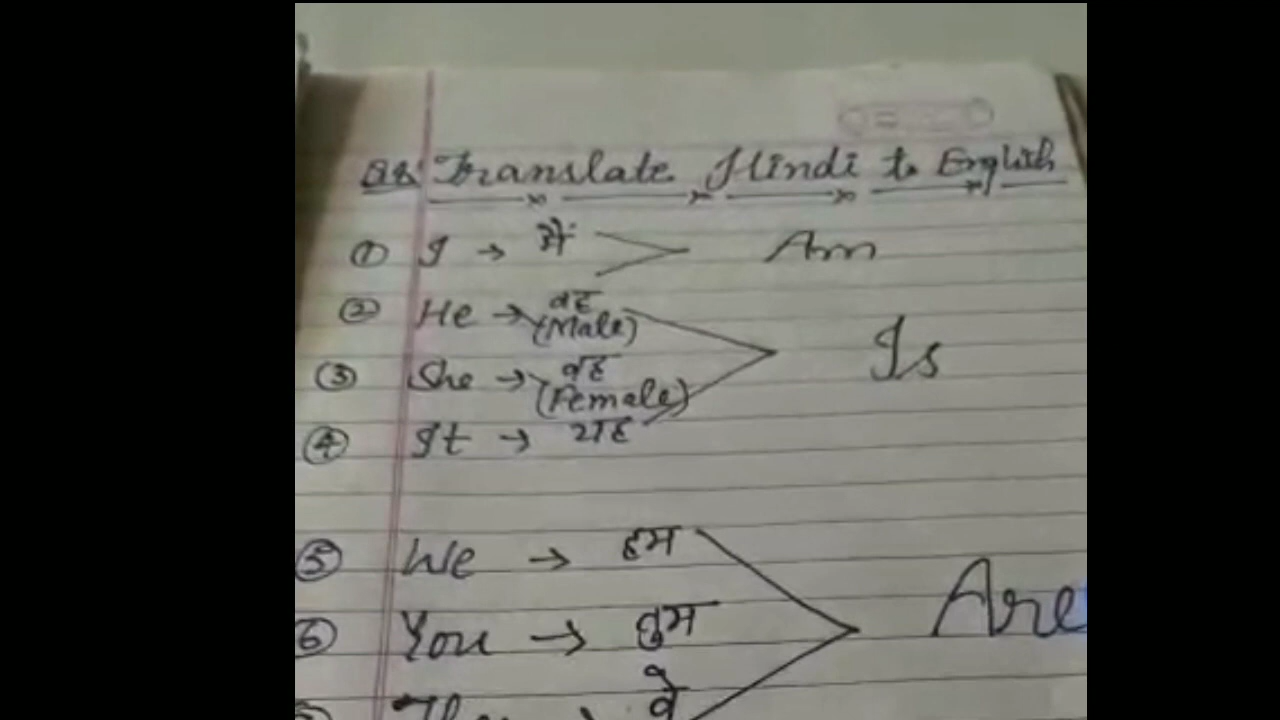 Translate Hindi to English
① I → मैं Am
② He → वह (Male)
③ She → वह (Female) Is
④ It → यह
⑤ We → हम
⑥ You → तुम Are
वे